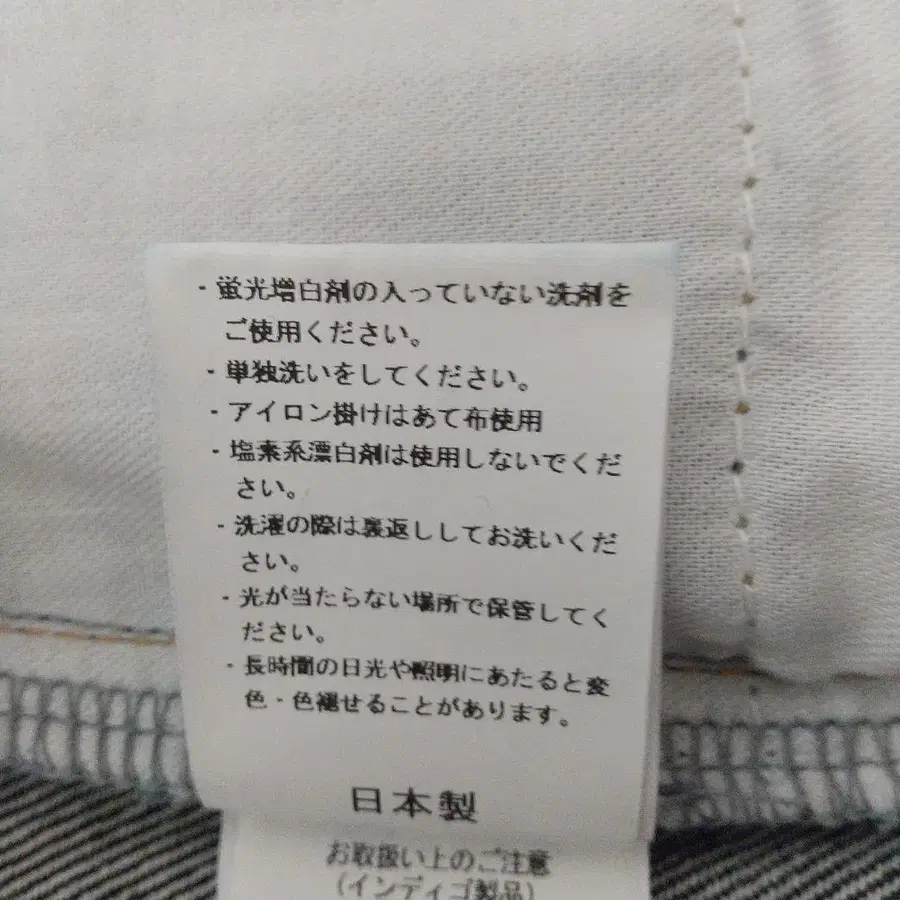 ・蛍光増白剤の入っていない洗剤を
ご使用ください。
・単独洗いをしてください。
・アイロン掛けはあて布使用
・塩素系漂白剤は使用しないでくだ
さい。
・洗濯の際は裏返ししてお洗いくだ
さい。
・光が当たらない場所で保管してく
ださい。
・長時間の日光や照明にあたると変
色・色褪せることがあります。
日本製
お取扱い上のご注意
(インディゴ製品)